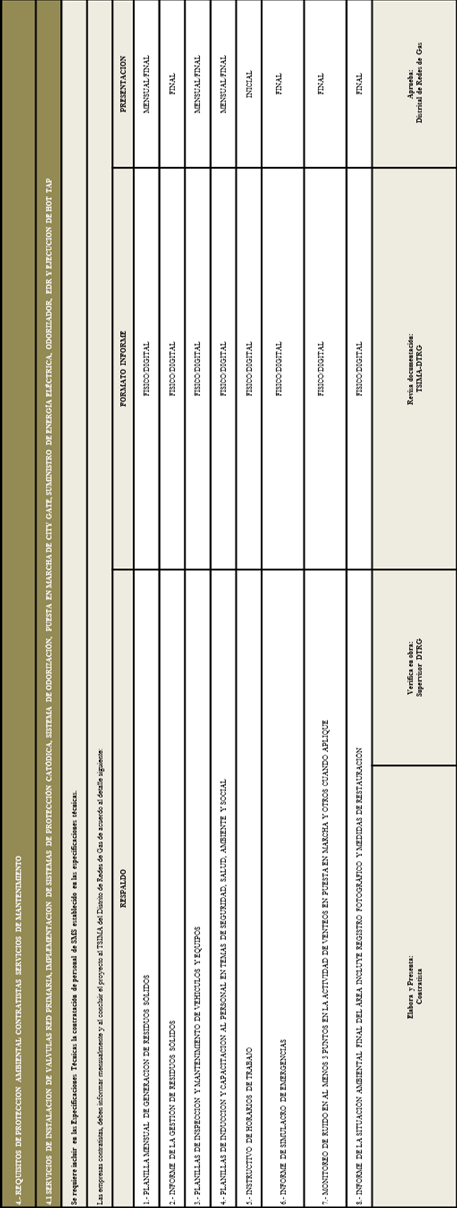 4.- REQUISITOS DE PROTECCION AMBIENTAL CONTRATISTAS SERVICIOS DE MANTENIMIENTO
4.1 SERVICIOS DE INSTALACION DE VALVULAS RED PRIMARIA, IMPLEMENTACION DE SISTEMAS DE PROTECCIÓN CATÓDICA, SISTEMA DE ODORIZACIÓN, PUESTA EN MARCHA DE CITY GATE, SUMINISTRO DE ENERGÍA ELÉCTRICA, ODORIZADOR, EDR Y EJECUCION DE HOT TAP
Se requiere incluir en las Especificaciones Técnicas la contratación de personal de SMS establecido en las especificaciones técnicas.
Las empresas contratistas, deben informar mensualmente y al concluir el proyecto al TSIMA del Distrito de Redes de Gas de acuerdo al detalle siguiente:
RESPALDO FORMATO INFORME PRESENTACION
1.- PLANILLA MENSUAL DE GENERACION DE RESIDUOS SÓLIDOS FISICO-DIGITAL MENSUAL-FINAL
2.- INFORME DE LA GESTIÓN DE RESIDUOS SÓLIDOS FISICO-DIGITAL FINAL
3.- PLANILLAS DE INSPECCION Y MANTENIMIENTO DE VEHICULOS Y EQUIPOS FISICO-DIGITAL MENSUAL-FINAL
4.- PLANILLAS DE INDUCCION Y CAPACITACION AL PERSONAL EN TEMAS DE SEGURIDAD, SALUD, AMBIENTE Y SOCIAL FISICO-DIGITAL MENSUAL-FINAL
5.- INSTRUCTIVO DE HORARIOS DE TRABAJO FISICO-DIGITAL INICIAL
6.- INFORME DE SIMULACRO DE EMERGENCIAS FISICO-DIGITAL FINAL
7.- MONITOREO DE RUIDO EN AL MENOS 3 PUNTOS EN LA ACTIVIDAD DE VENTEOS EN PUESTA EN MARCHA Y OTROS CUANDO APLIQUE FISICO-DIGITAL FINAL
8.- INFORME DE LA SITUACIÓN AMBIENTAL FINAL DEL ÁREA INCLUYE REGISTRO FOTOGRÁFICO Y MEDIDAS DE RESTAURACION FISICO-DIGITAL FINAL
Elabora y Presenta: Verifica en obra: Revisa documentación: Aprueba:
Contratista Supervisor DTRG TSIMA-DTRG Distrital de Redes de Gas